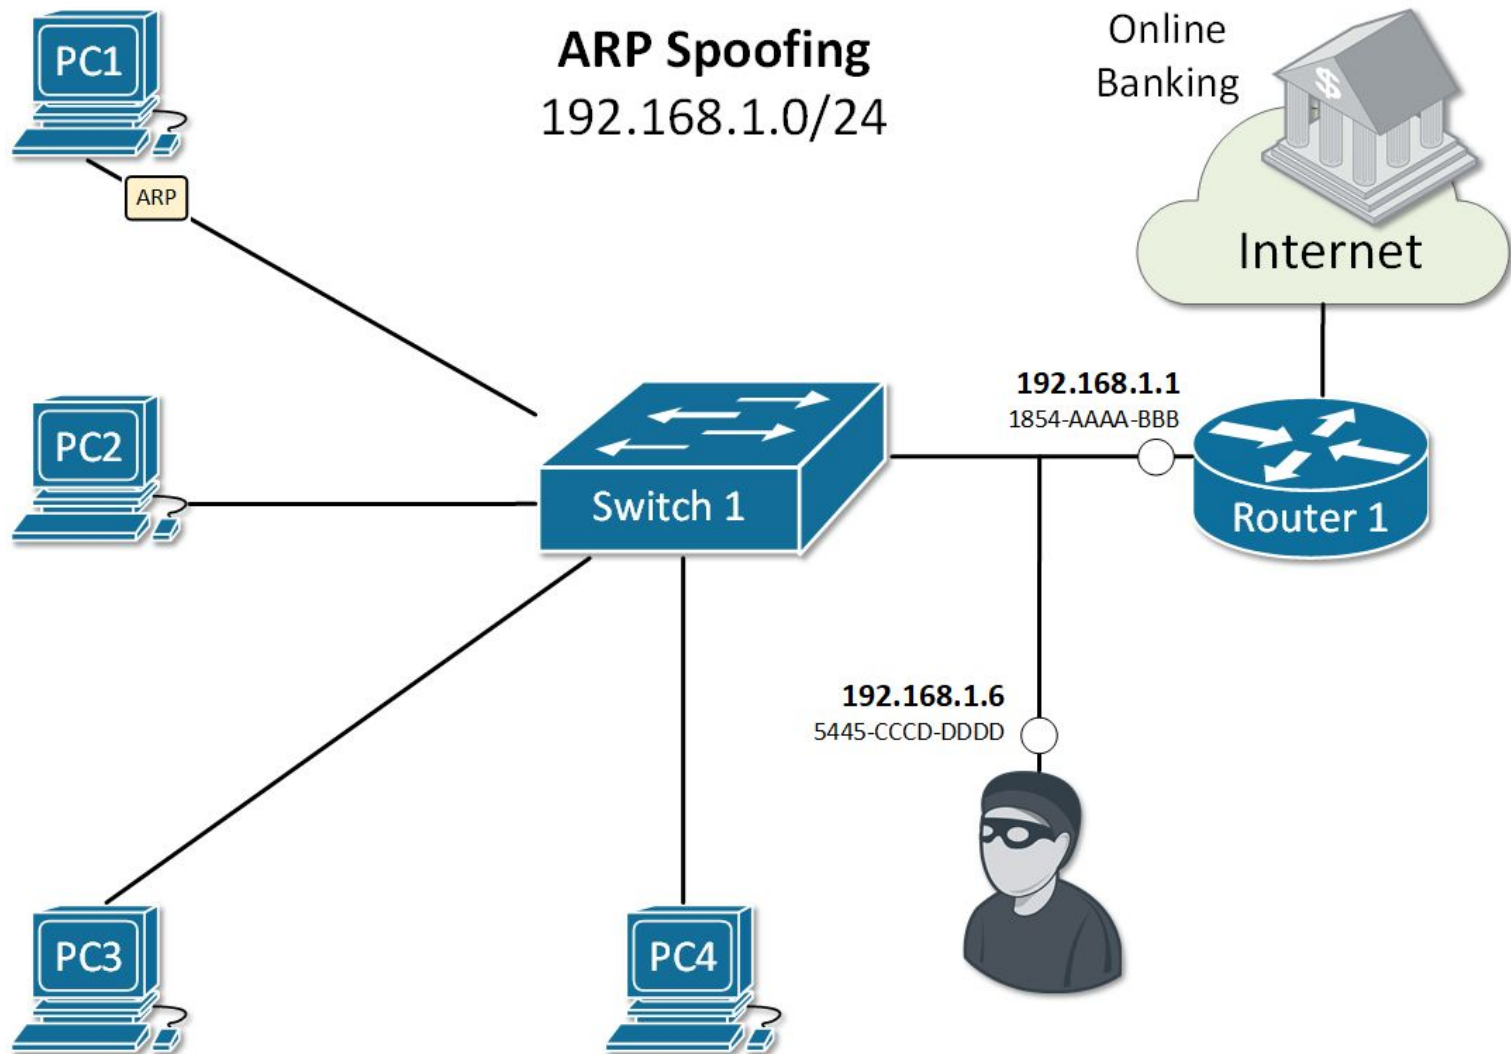 PC1
ARP Spoofing
192.168.1.0/24
Online
Banking
$
ARP
Internet
192.168.1.1
1854-AAAA-BBB
PC2
Switch 1
Router 1
192.168.1.6
5445-CCCD-DDDD
PC3
PC4